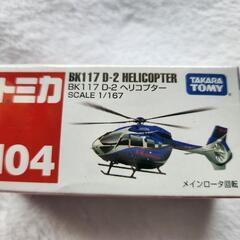 トミカ
104
BK117 D-2 HELICOPTER
BK117 D-2 ヘリコプター
SCALE 1/167
TAKARA
TOMY
メインロータ回転